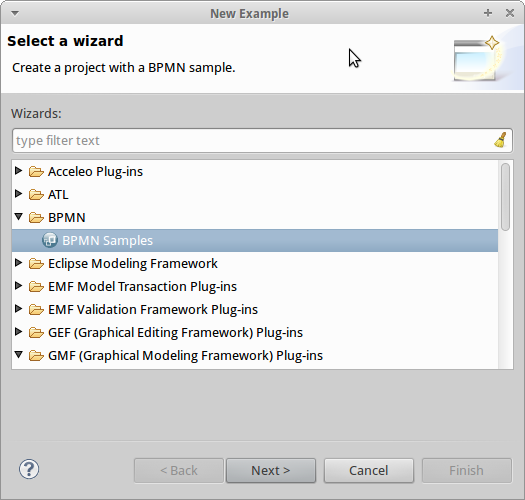 New Example
Select a wizard
Create a project with a BPMN sample.
Wizards:
type filter text
Acceleo Plug-ins
ATL
BPMN
BPMN Samples
Eclipse Modeling Framework
EMF Model Transaction Plug-ins
EMF Validation Framework Plug-ins
GEF (Graphical Editing Framework) Plug-ins
GMF (Graphical Modeling Framework) Plug-ins
? < Back Next > Cancel Finish